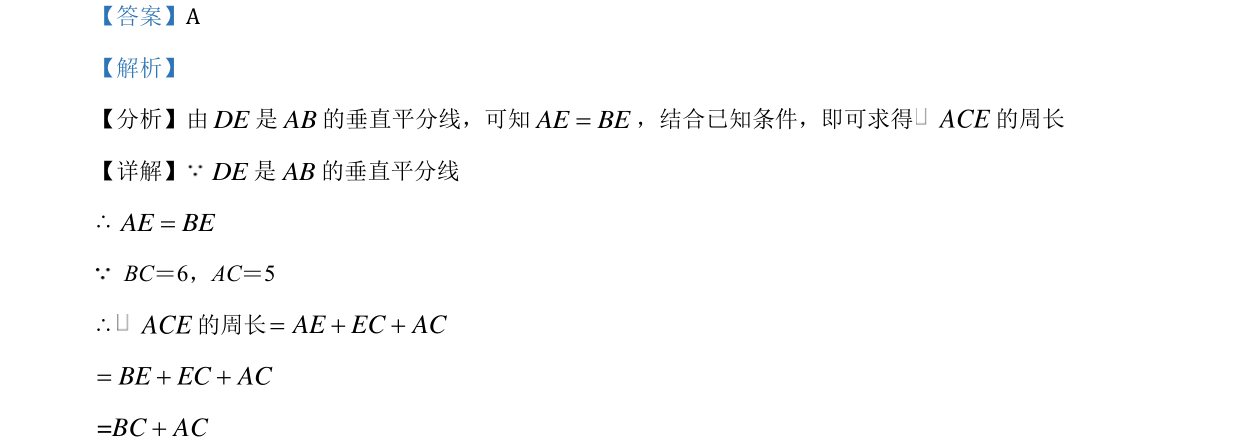 【答案】A
【解析】
【分析】由 DE 是 AB 的垂直平分线，可知 AE = BE ，结合已知条件，即可求得 ACE 的周长
【详解】∵ DE 是 AB 的垂直平分线
∴ AE = BE
∵ BC＝6，AC＝5
∴ ACE 的周长 = AE + EC + AC
= BE + EC + AC
=BC + AC